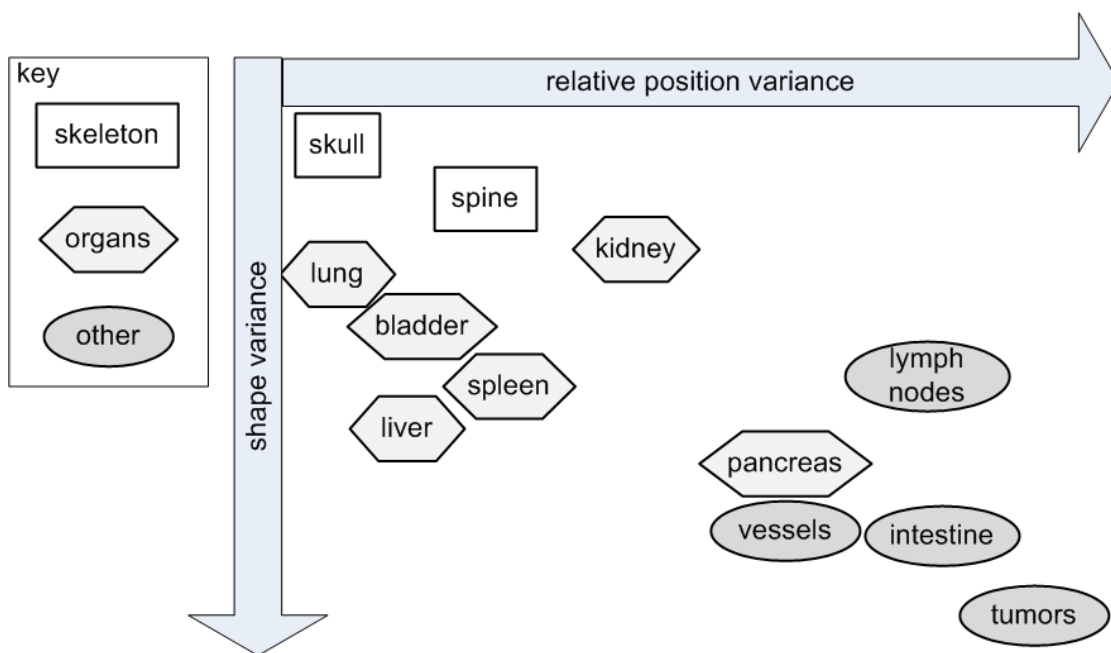 key
skeleton
organs
other
relative position variance
shape variance
skull
spine
kidney
lung
bladder
spleen
liver
lymph
nodes
pancreas
vessels
intestine
tumors